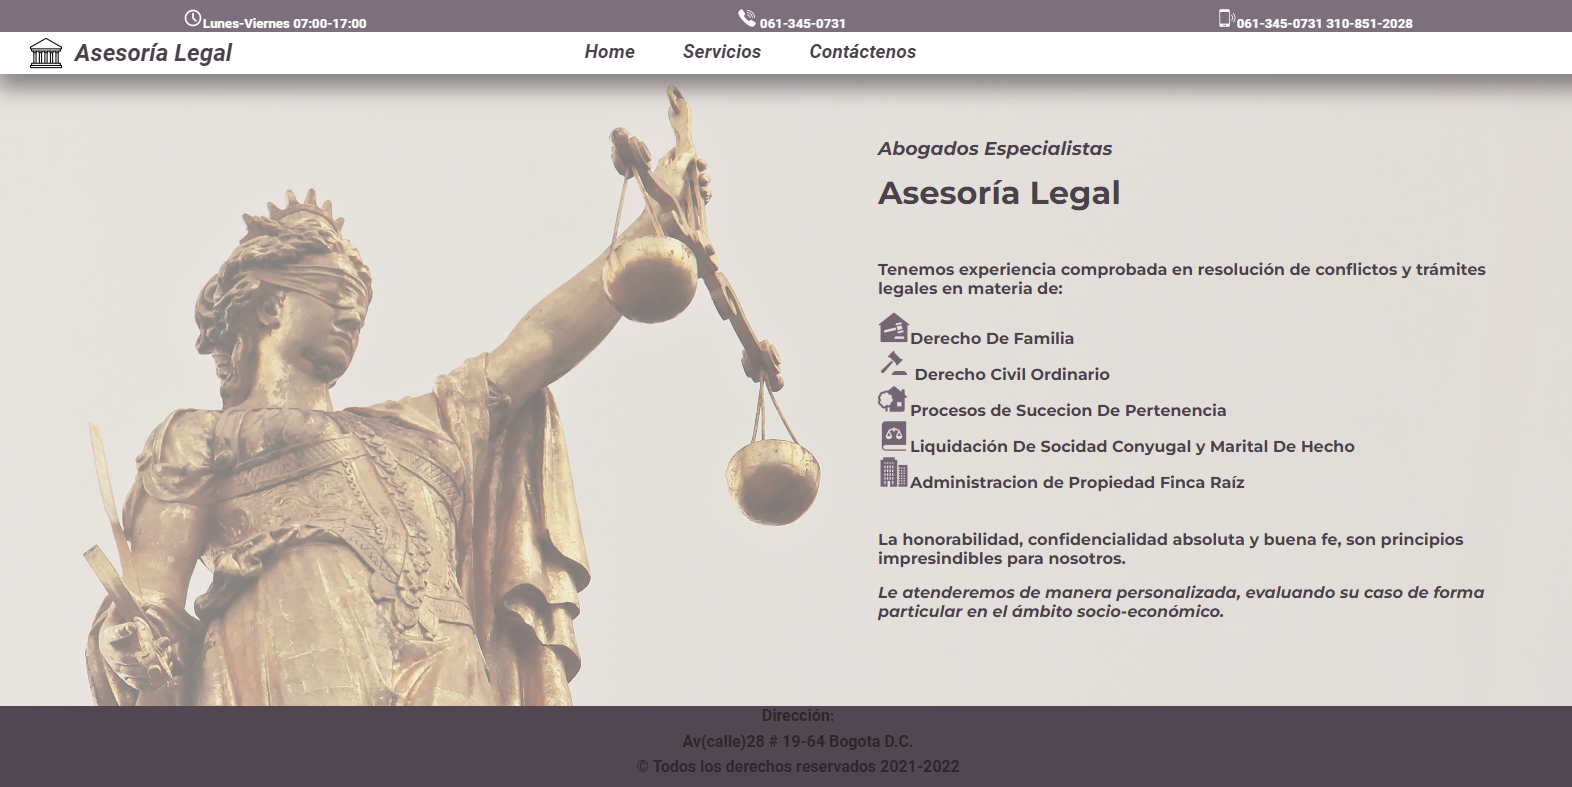 Lunes-Viernes 07:00-17:00
061-345-0731
061-345-0731 310-851-2028
Asesoría Legal
Home
Servicios
Contáctenos
Abogados Especialistas
Asesoría Legal
Tenemos experiencia comprobada en resolución de conflictos y trámites
legales en materia de:
Derecho De Familia
Derecho Civil Ordinario
Procesos de Sucecion De Pertenencia
Liquidación De Socidad Conyugal y Marital De Hecho
Administracion de Propiedad Finca Raíz
La honorabilidad, confidencialidad absoluta y buena fe, son principios
impresindibles para nosotros.
Le atenderemos de manera personalizada, evaluando su caso de forma
particular en el ámbito socio-económico.
Dirección:
Av(calle)28 # 19-64 Bogota D.C.
© Todos los derechos reservados 2021-2022